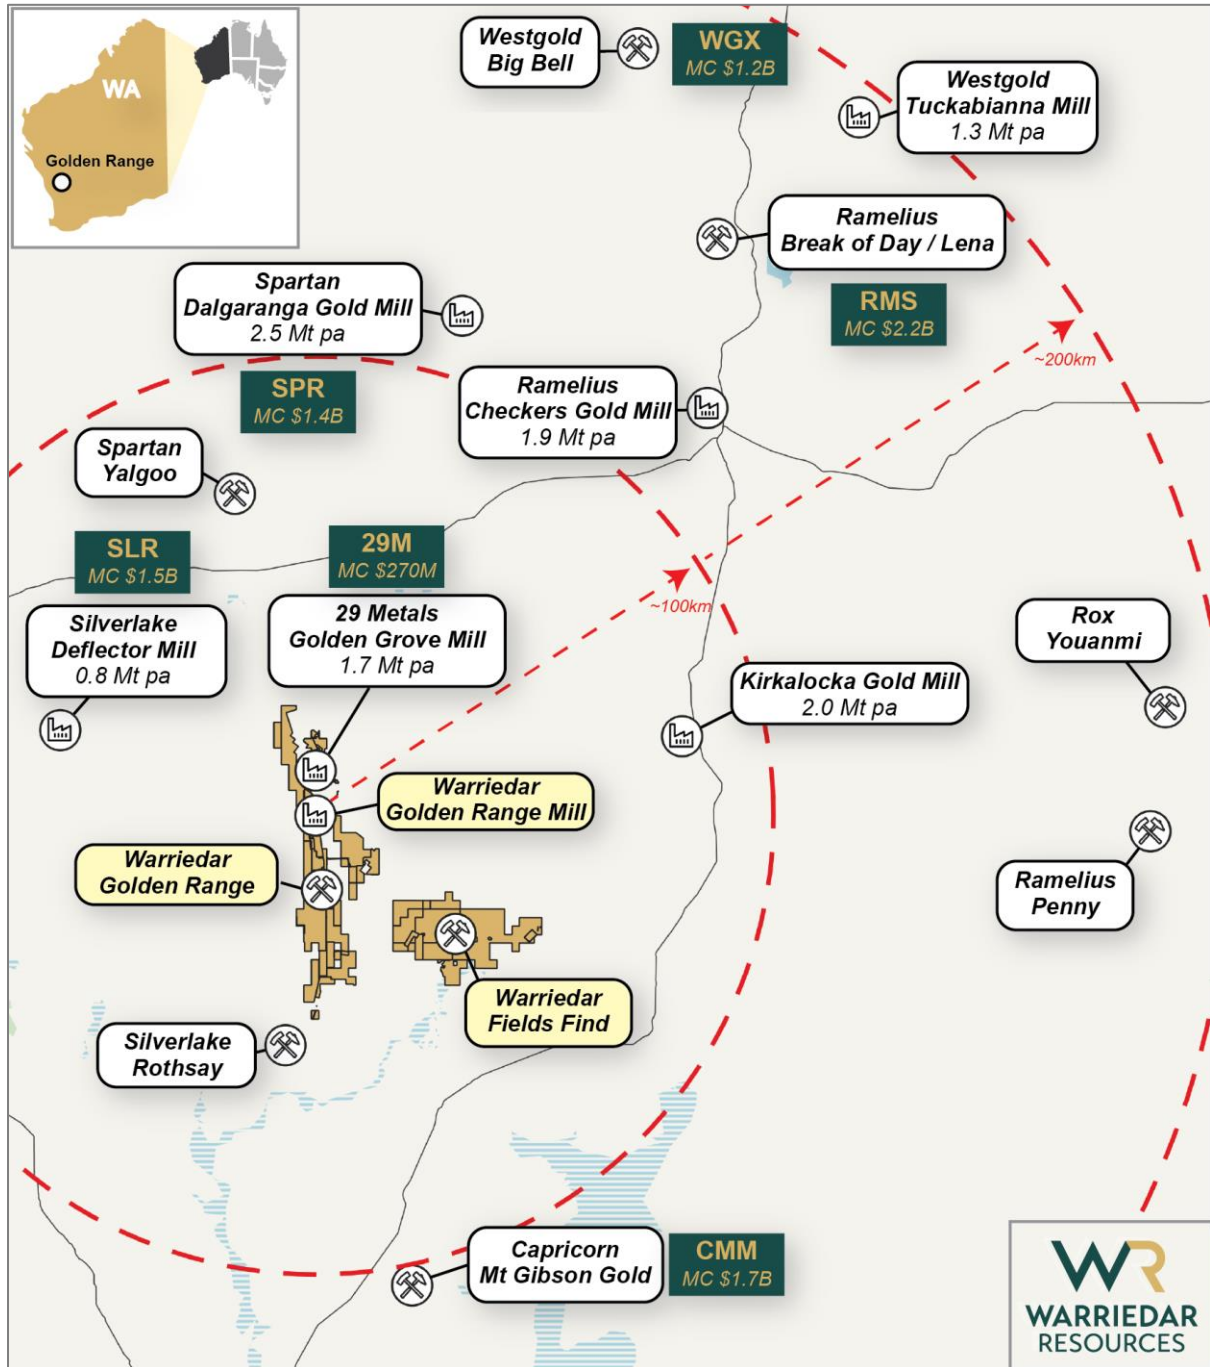 WA
Golden Range
Westgold
Big Bell
WGX
MC $1.2B
Westgold
Tuckabianna Mill
1.3 Mt pa
Ramelius
Break of Day / Lena
RMS
MC $2.2B
Spartan
Dalgaranga Gold Mill
2.5 Mt pa
SPR
MC $1.4B
Ramelius
Checkers Gold Mill
1.9 Mt pa
~200km
Spartan
Yalgoo
SLR
MC $1.5B
29M
MC $270M
~100km
Silverlake
Deflector Mill
0.8 Mt pa
29 Metals
Golden Grove Mill
1.7 Mt pa
Rox
Youanmi
Kirkalocka Gold Mill
2.0 Mt pa
Warriedar
Golden Range Mill
Warriedar
Golden Range
Ramelius
Penny
Warriedar
Fields Find
Silverlake
Rothsay
Capricorn
Mt Gibson Gold
CMM
MC $1.7B
WR
WARRIEDAR
RESOURCES